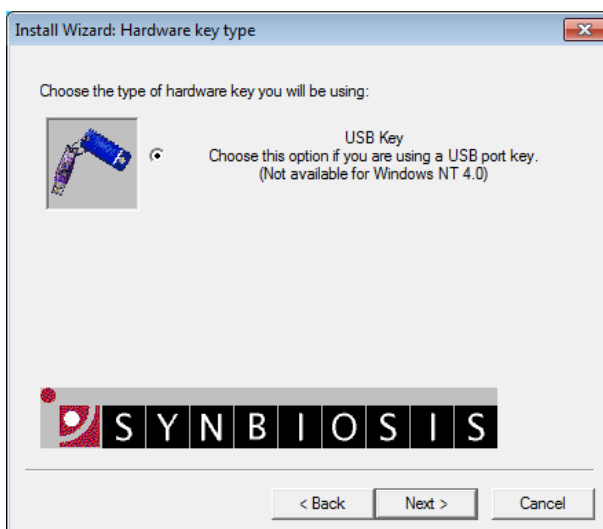 Install Wizard: Hardware key type
Choose the type of hardware key you will be using:
USB Key
Choose this option if you are using a USB port key.
(Not available for Windows NT 4.0)
SYNBIOSIS
< Back
Next >
Cancel